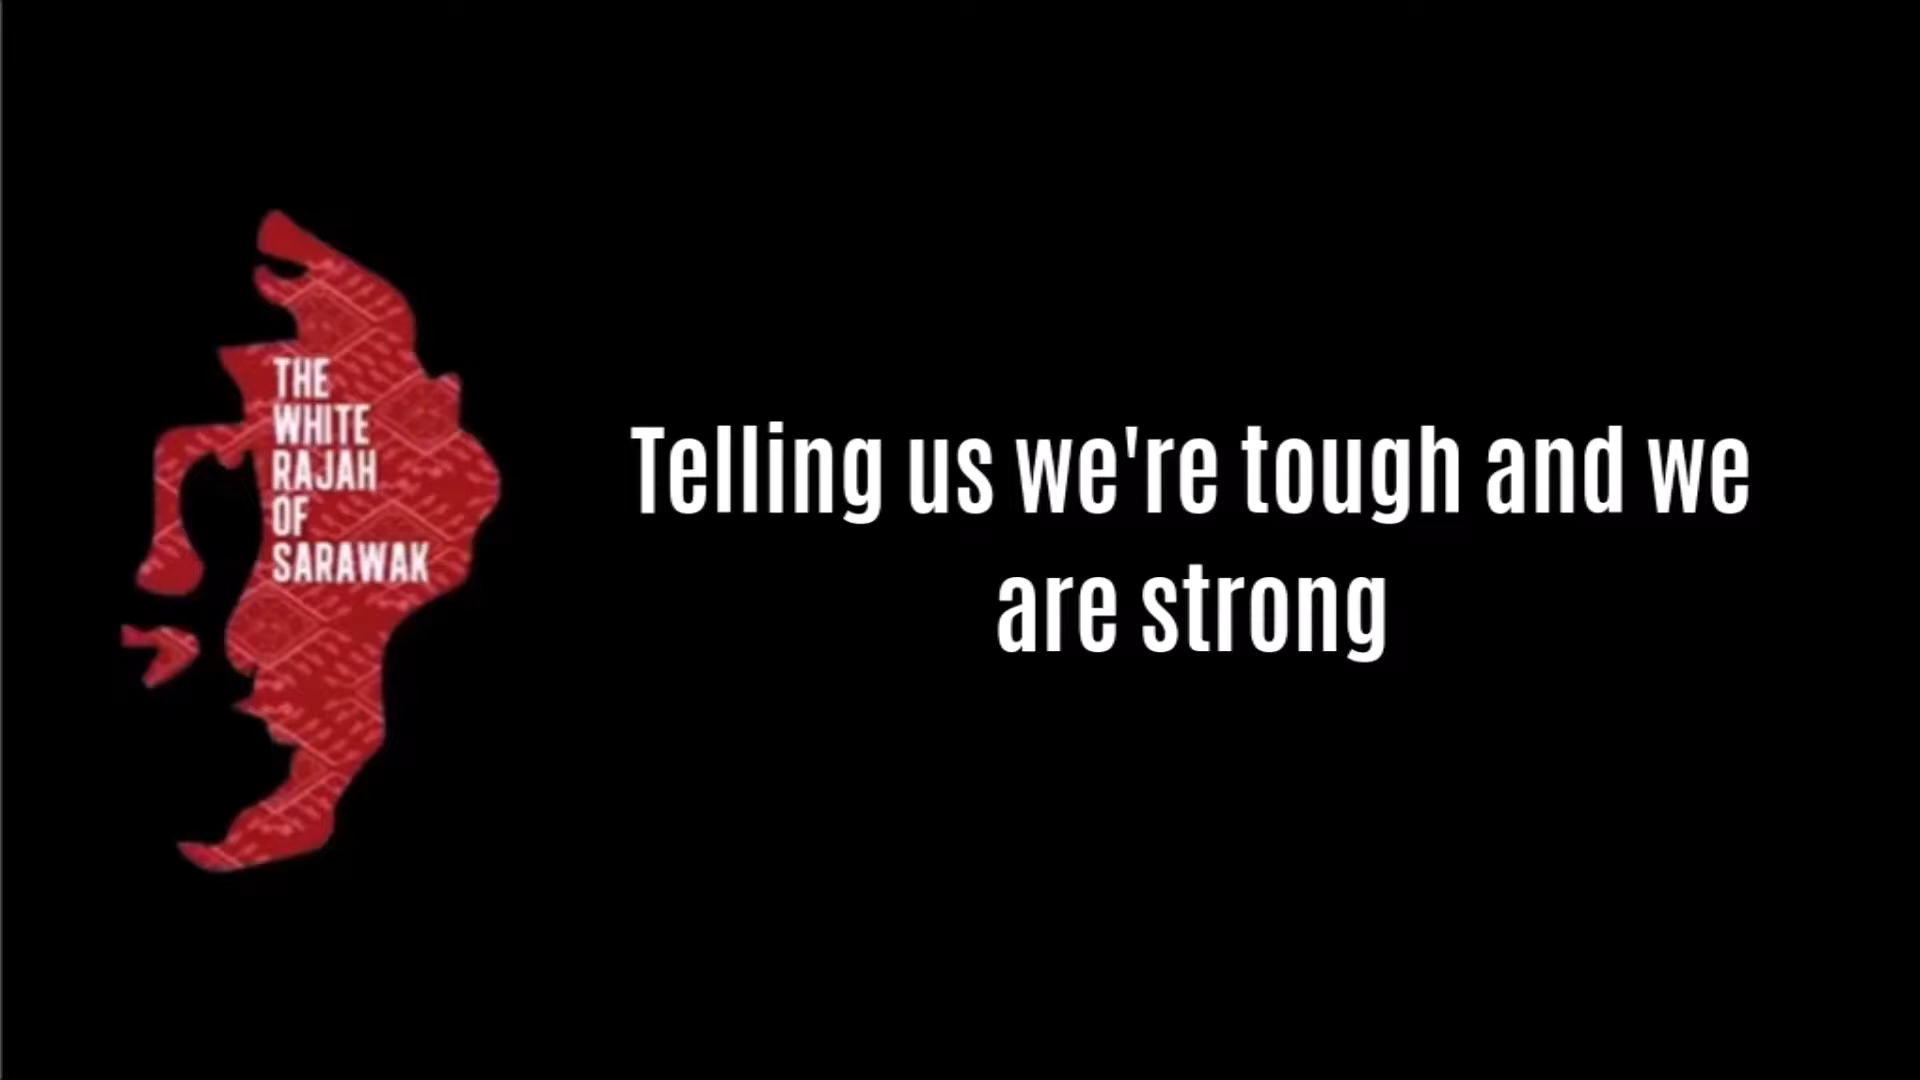 THE
WHITE
RAJAH
OF
SARAWAK
Telling us we're tough and we
are strong